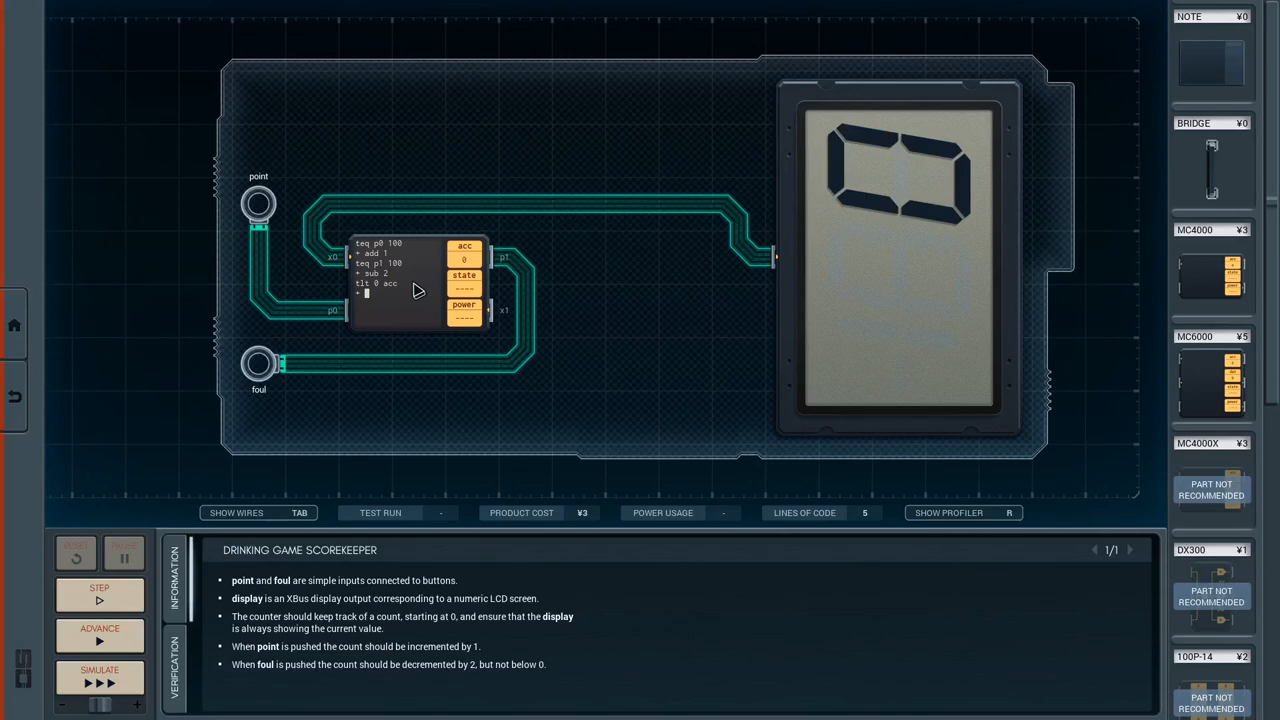 NOTE ¥0
BRIDGE ¥0
point
teq p0 100
+ add 1
teq p1 100
+ sub 2
tlt 0 acc
+
x0
p0
acc
0
state
----
power
----
p1
x1
0
foul
MC4000 ¥3
MC6000 ¥5
MC4000X ¥3
PART NOT
RECOMMENDED
DX300 ¥1
PART NOT
RECOMMENDED
100P-14 ¥2
PART NOT
RECOMMENDED
SHOW WIRES TAB
TEST RUN -
PRODUCT COST ¥3
POWER USAGE -
LINES OF CODE 5
SHOW PROFILER R
RESET
PAUSE
STEP
ADVANCE
SIMULATE
- +
INFORMATION
VERIFICATION
DRINKING GAME SCOREKEEPER 1/1
▪ point and foul are simple inputs connected to buttons.
▪ display is an XBus display output corresponding to a numeric LCD screen.
▪ The counter should keep track of a count, starting at 0, and ensure that the display
is always showing the current value.
▪ When point is pushed the count should be incremented by 1.
▪ When foul is pushed the count should be decremented by 2, but not below 0.